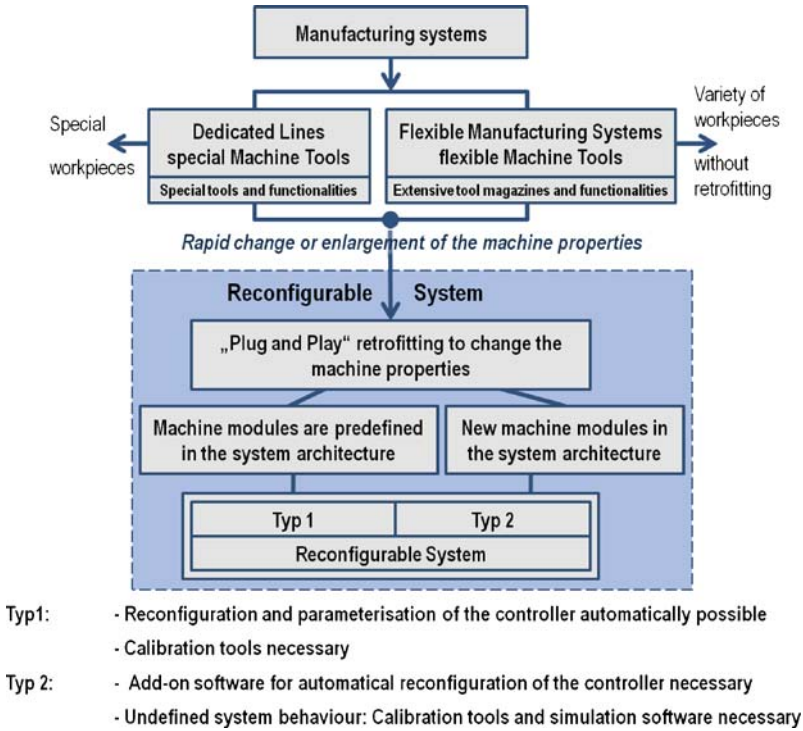 Manufacturing systems
Special
workpieces
Dedicated Lines
special Machine Tools
Special tools and functionalities
Flexible Manufacturing Systems
flexible Machine Tools
Extensive tool magazines and functionalities
Variety of
workpieces
without
retrofitting
Rapid change or enlargement of the machine properties
Reconfigurable System
„Plug and Play“ retrofitting to change the
machine properties
Machine modules are predefined
in the system architecture
New machine modules in
the system architecture
Typ 1
Typ 2
Reconfigurable System
Typ1: - Reconfiguration and parameterisation of the controller automatically possible
- Calibration tools necessary
Typ 2: - Add-on software for automatical reconfiguration of the controller necessary
- Undefined system behaviour: Calibration tools and simulation software necessary